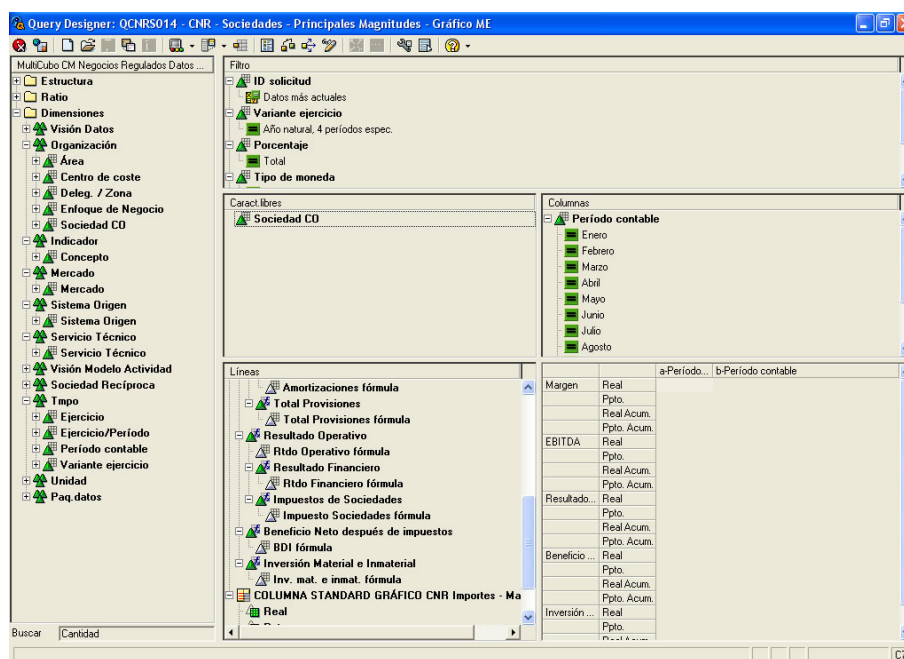 Query Designer: QCNRS014 - CNR - Sociedades - Principales Magnitudes - Gráfico ME
MultiCubo CM Negocios Regulados Datos ...
Estructura
Ratio
Dimensiones
Visión Datos
Organización
Área
Centro de coste
Deleg. / Zona
Enfoque de Negocio
Sociedad CO
Indicador
Concepto
Mercado
Mercado
Sistema Origen
Sistema Origen
Servicio Técnico
Servicio Técnico
Visión Modelo Actividad
Sociedad Recíproca
Tmpo
Ejercicio
Ejercicio/Período
Período contable
Variante ejercicio
Unidad
Paq.datos
Buscar
Cantidad
Filtro
ID solicitud
Datos más actuales
Variante ejercicio
Año natural, 4 períodos espec.
Porcentaje
Total
Tipo de moneda
Caract.libres
Sociedad CO
Columnas
Período contable
Enero
Febrero
Marzo
Abril
Mayo
Junio
Julio
Agosto
Líneas
Amortizaciones fórmula
Total Provisiones
Total Provisiones fórmula
Resultado Operativo
Rtdo Operativo fórmula
Resultado Financiero
Rtdo Financiero fórmula
Impuestos de Sociedades
Impuesto Sociedades fórmula
Beneficio Neto después de impuestos
BDI fórmula
Inversión Material e Inmaterial
Inv. mat. e inmat. fórmula
COLUMNA STANDARD GRÁFICO CNR Importes - Ma
Real
a-Período... b-Período contable
Margen Real
Ppto.
Real Acum.
Ppto. Acum.
EBITDA Real
Ppto.
Real Acum.
Ppto. Acum.
Resultado... Real
Ppto.
Real Acum.
Ppto. Acum.
Beneficio ... Real
Ppto.
Real Acum.
Ppto. Acum.
Inversión ... Real
Ppto.